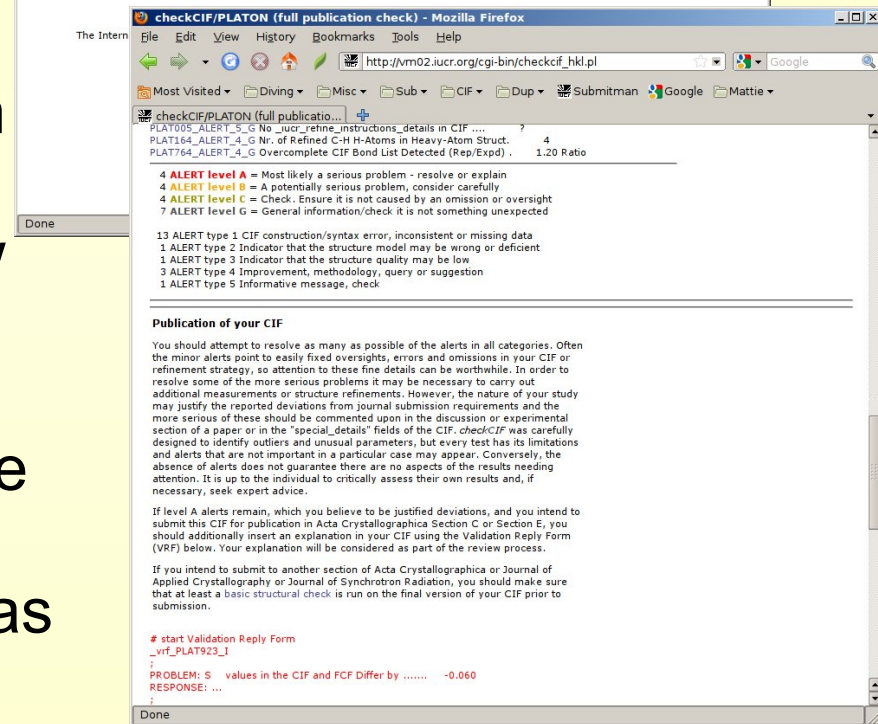 The Intern
Done
e
as
checkCIF/PLATON (full publication check) - Mozilla Firefox
File Edit View History Bookmarks Tools Help
http://vm02.iucr.org/cgi-bin/checkcif_hkl.pl
Google
Most Visited Diving Misc Sub CIF Dup Submitman Google Mattie
checkCIF/PLATON (full publicatio...
PLAT005_ALERT_5_G No _iucr_refine_instructions_details in CIF .... ?
PLAT164_ALERT_4_G Nr. of Refined C-H H-Atoms in Heavy-Atom Struct. 4
PLAT764_ALERT_4_G Overcomplete CIF Bond List Detected (Rep/Expd) . 1.20 Ratio
4 ALERT level A = Most likely a serious problem - resolve or explain
4 ALERT level B = A potentially serious problem, consider carefully
4 ALERT level C = Check. Ensure it is not caused by an omission or oversight
7 ALERT level G = General information/check it is not something unexpected
13 ALERT type 1 CIF construction/syntax error, inconsistent or missing data
1 ALERT type 2 Indicator that the structure model may be wrong or deficient
1 ALERT type 3 Indicator that the structure quality may be low
3 ALERT type 4 Improvement, methodology, query or suggestion
1 ALERT type 5 Informative message, check
Publication of your CIF
You should attempt to resolve as many as possible of the alerts in all categories. Often
the minor alerts point to easily fixed oversights, errors and omissions in your CIF or
refinement strategy, so attention to these fine details can be worthwhile. In order to
resolve some of the more serious problems it may be necessary to carry out
additional measurements or structure refinements. However, the nature of your study
may justify the reported deviations from journal submission requirements and the
more serious of these should be commented upon in the discussion or experimental
section of a paper or in the "special_details" fields of the CIF. checkCIF was carefully
designed to identify outliers and unusual parameters, but every test has its limitations
and alerts that are not important in a particular case may appear. Conversely, the
absence of alerts does not guarantee there are no aspects of the results needing
attention. It is up to the individual to critically assess their own results and, if
necessary, seek expert advice.
If level A alerts remain, which you believe to be justified deviations, and you intend to
submit this CIF for publication in Acta Crystallographica Section C or Section E, you
should additionally insert an explanation in your CIF using the Validation Reply Form
(VRF) below. Your explanation will be considered as part of the review process.
If you intend to submit to another section of Acta Crystallographica or Journal of
Applied Crystallography or Journal of Synchrotron Radiation, you should make sure
that at least a basic structural check is run on the final version of your CIF prior to
submission.
# start Validation Reply Form
_vrf_PLAT923_I
;
PROBLEM: S values in the CIF and FCF Differ by ....... -0.060
RESPONSE: ...
;
Done